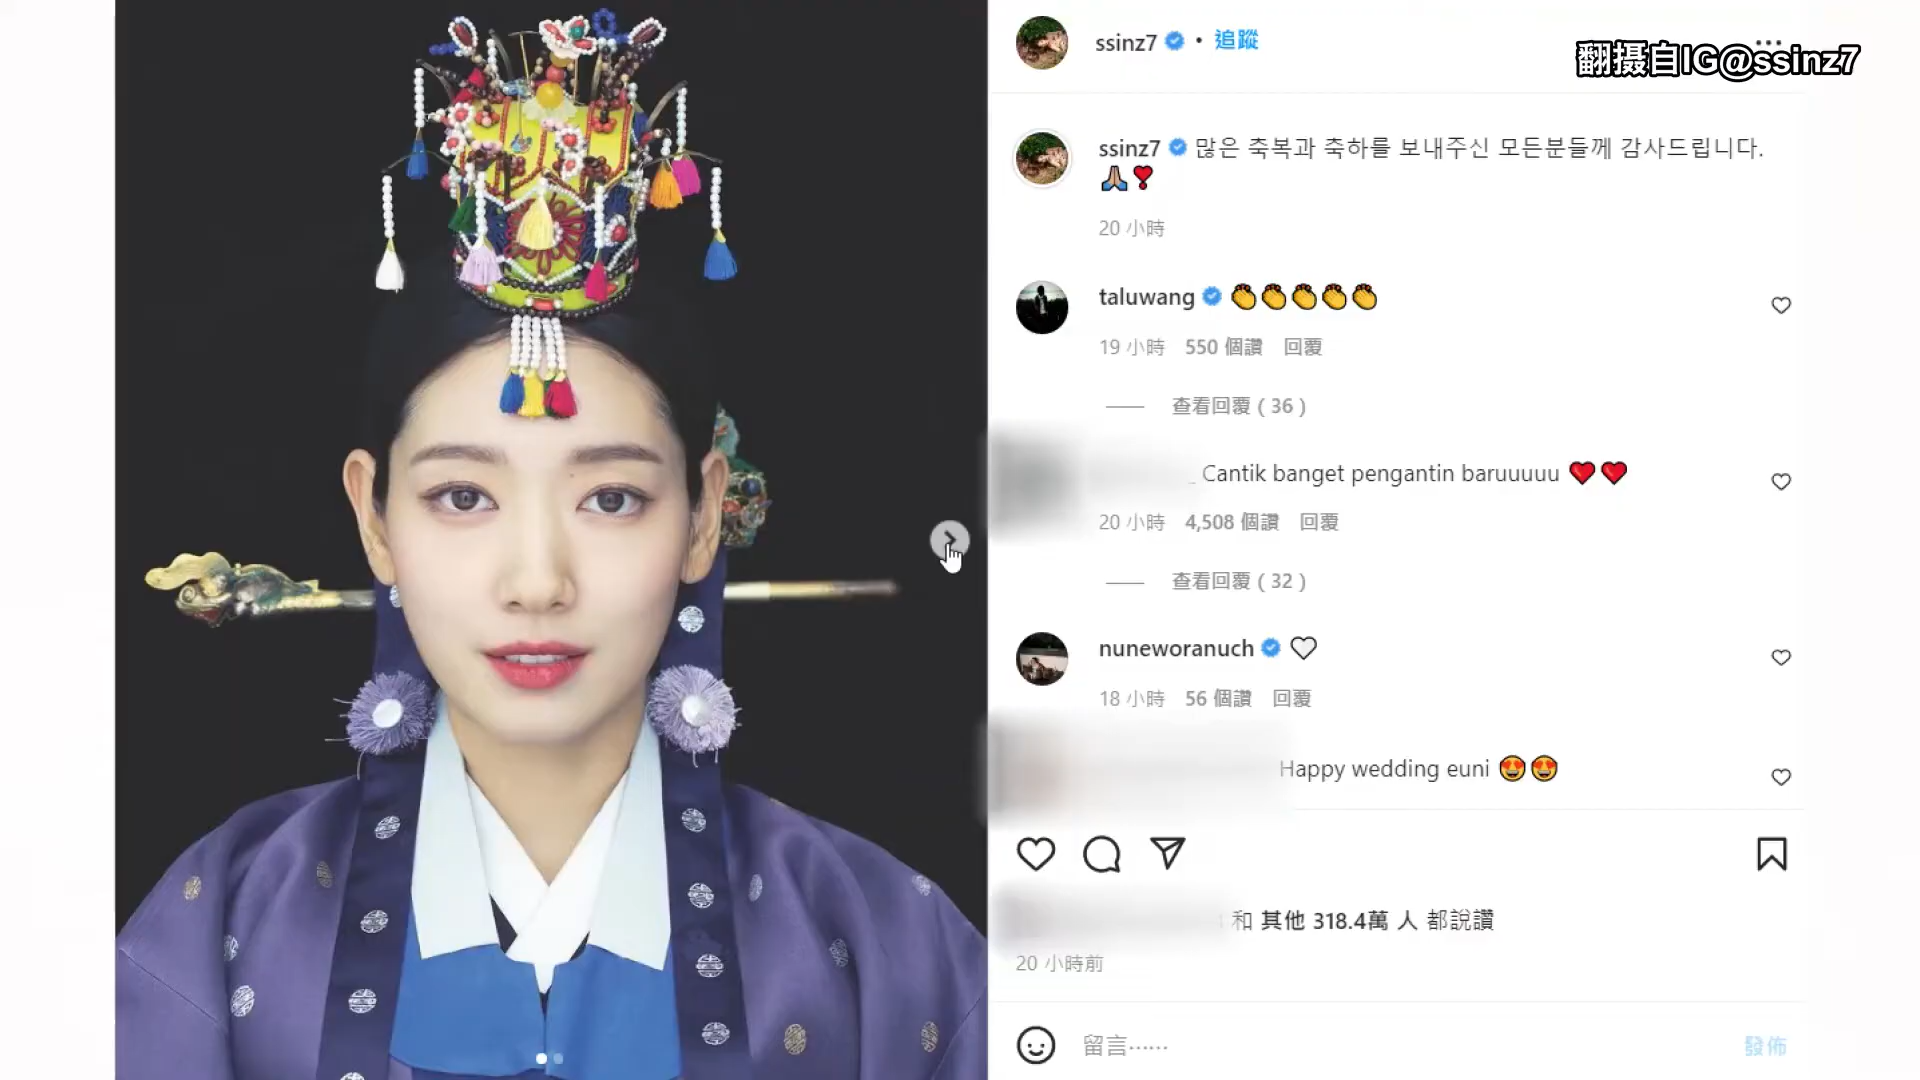 ssinz7 • 追蹤
翻摄自IG@ssinz7
ssinz7 많은 축복과 축하를 보내주신 모든분들께 감사드립니다.
🙏🏽❣️
20 小時
taluwang 👏👏👏👏👏
19 小時 550 個讚 回覆
查看回覆 ( 36 )
_ Cantik banget pengantin baruuuuu ❤️❤️
20 小時 4,508 個讚 回覆
查看回覆 ( 32 )
nuneworanuch 🤍
18 小時 56 個讚 回覆
Happy wedding euni 😍😍
和 其他 318.4萬 人 都說讚
20 小時前
留言......
發佈